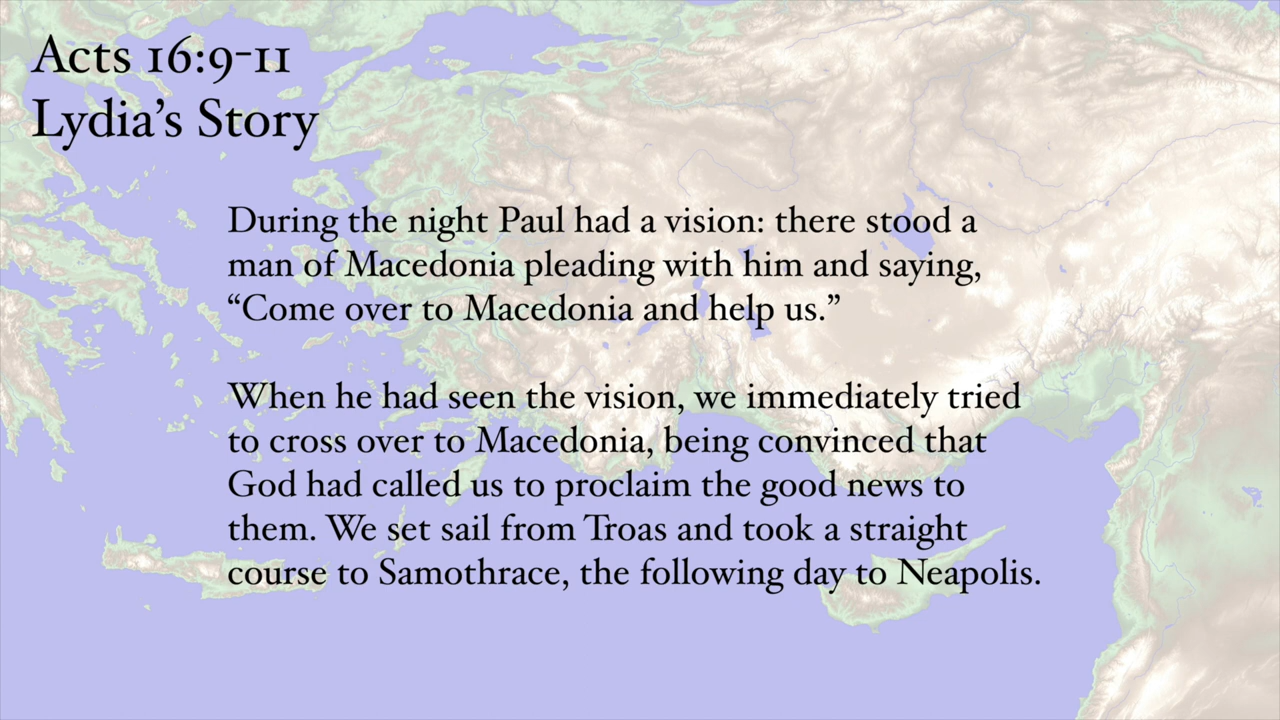 Acts 16:9-11
Lydia’s Story
During the night Paul had a vision: there stood a
man of Macedonia pleading with him and saying,
“Come over to Macedonia and help us.”
When he had seen the vision, we immediately tried
to cross over to Macedonia, being convinced that
God had called us to proclaim the good news to
them. We set sail from Troas and took a straight
course to Samothrace, the following day to Neapolis.